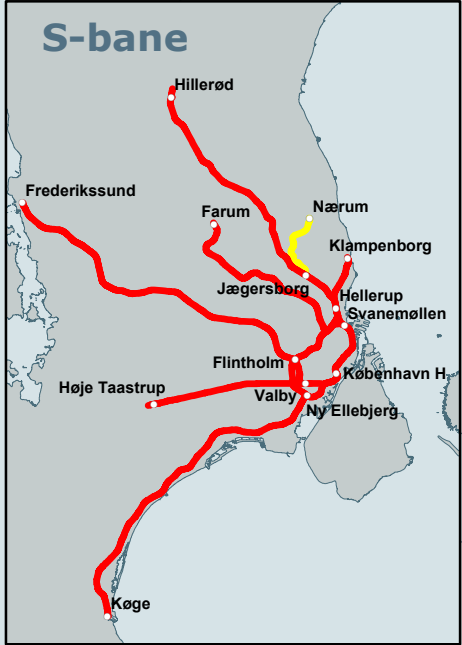 S-bane
Hillerød
Frederikssund
Farum
Nærum
Klampenborg
Jægersborg
Hellerup
Svanemøllen
Flintholm
København H
Høje Taastrup
Valby
Ny Ellebjerg
Køge